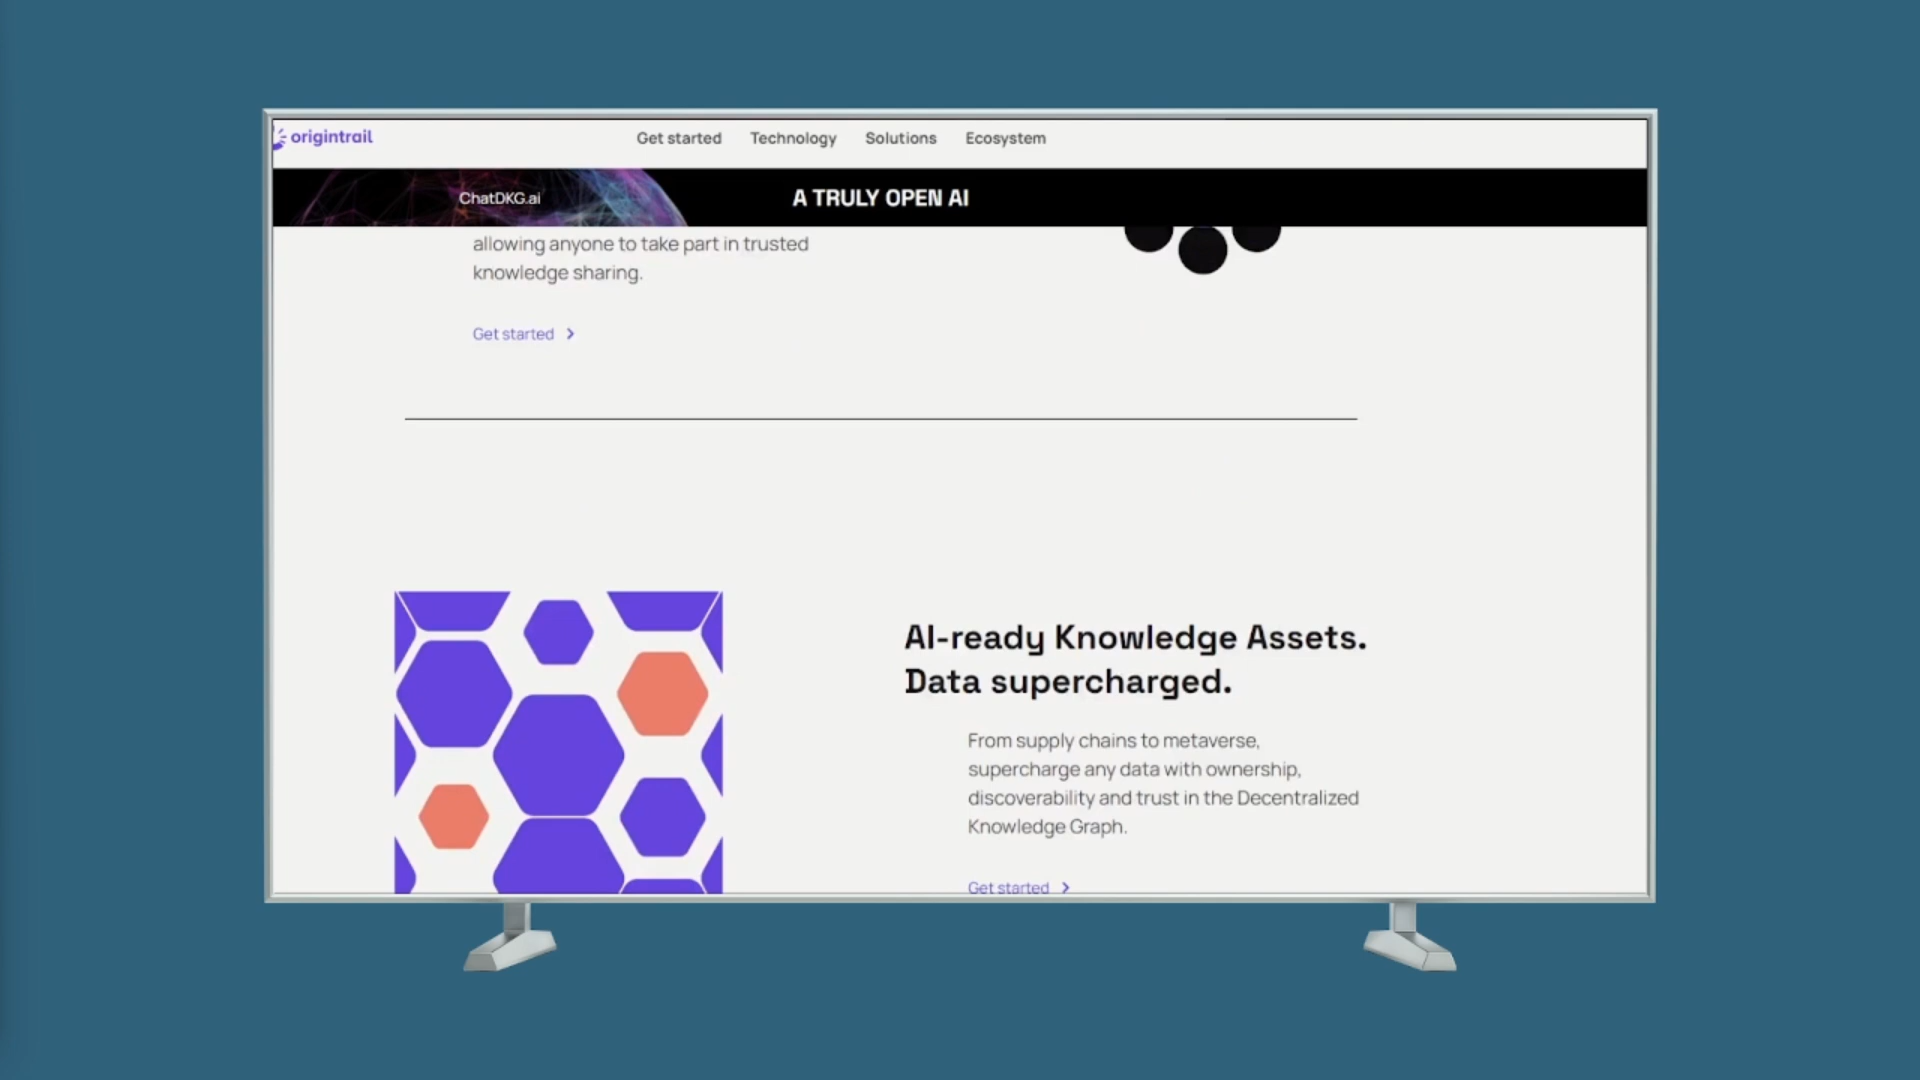 origintrail
Get started
Technology
Solutions
Ecosystem
ChatDKG.ai
A TRULY OPEN AI
allowing anyone to take part in trusted
knowledge sharing.
Get started
AI-ready Knowledge Assets.
Data supercharged.
From supply chains to metaverse,
supercharge any data with ownership,
discoverability and trust in the Decentralized
Knowledge Graph.
Get started